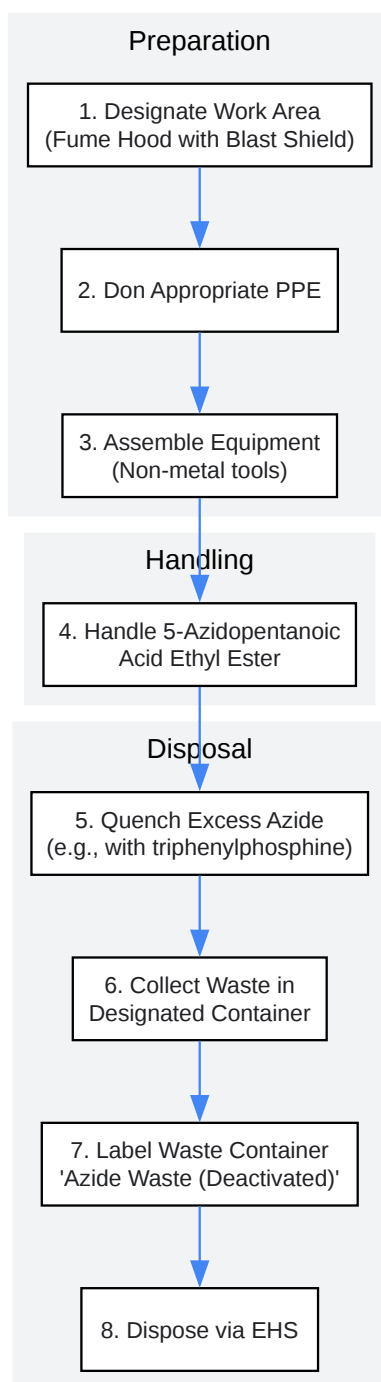 Preparation
1. Designate Work Area
(Fume Hood with Blast Shield)
2. Don Appropriate PPE
3. Assemble Equipment
(Non-metal tools)
Handling
4. Handle 5-Azidopentanoic
Acid Ethyl Ester
Disposal
5. Quench Excess Azide
(e.g., with triphenylphosphine)
6. Collect Waste in
Designated Container
7. Label Waste Container
'Azide Waste (Deactivated)'
8. Dispose via EHS